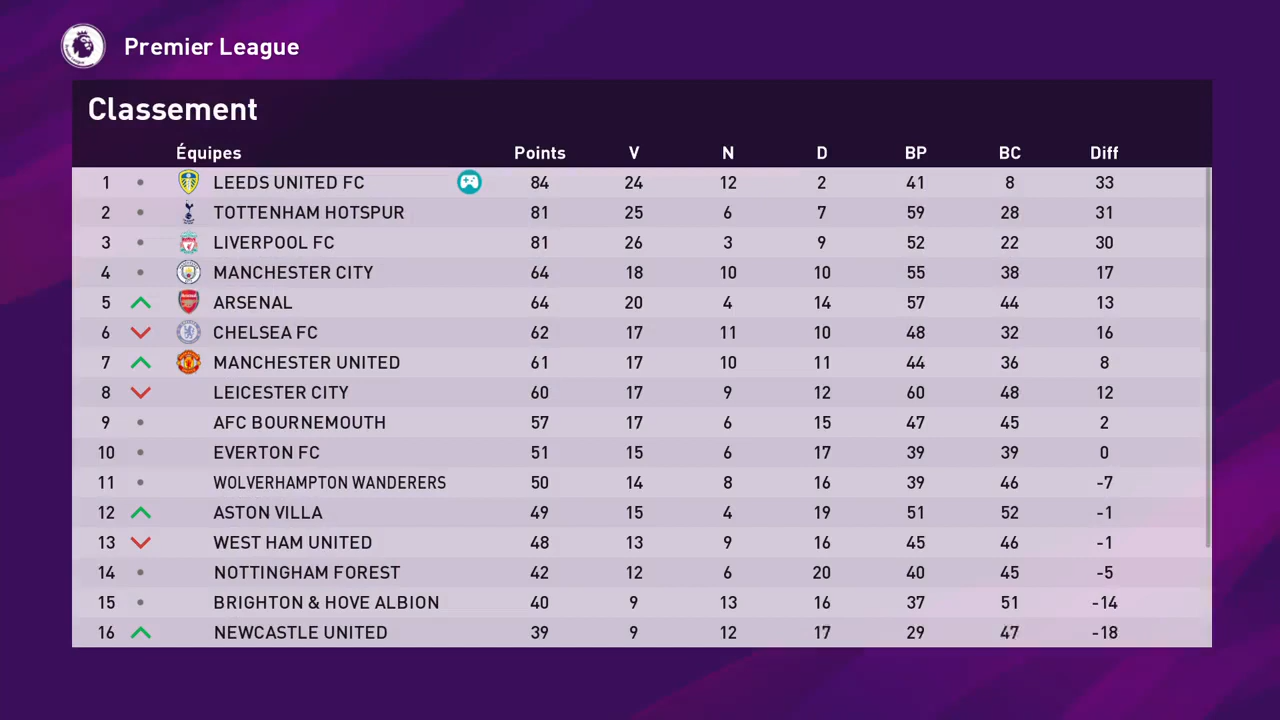 Premier League
Classement
Équipes Points V N D BP BC Diff
1 LEEDS UNITED FC 84 24 12 2 41 8 33
2 TOTTENHAM HOTSPUR 81 25 6 7 59 28 31
3 LIVERPOOL FC 81 26 3 9 52 22 30
4 MANCHESTER CITY 64 18 10 10 55 38 17
5 ARSENAL 64 20 4 14 57 44 13
6 CHELSEA FC 62 17 11 10 48 32 16
7 MANCHESTER UNITED 61 17 10 11 44 36 8
8 LEICESTER CITY 60 17 9 12 60 48 12
9 AFC BOURNEMOUTH 57 17 6 15 47 45 2
10 EVERTON FC 51 15 6 17 39 39 0
11 WOLVERHAMPTON WANDERERS 50 14 8 16 39 46 -7
12 ASTON VILLA 49 15 4 19 51 52 -1
13 WEST HAM UNITED 48 13 9 16 45 46 -1
14 NOTTINGHAM FOREST 42 12 6 20 40 45 -5
15 BRIGHTON & HOVE ALBION 40 9 13 16 37 51 -14
16 NEWCASTLE UNITED 39 9 12 17 29 47 -18